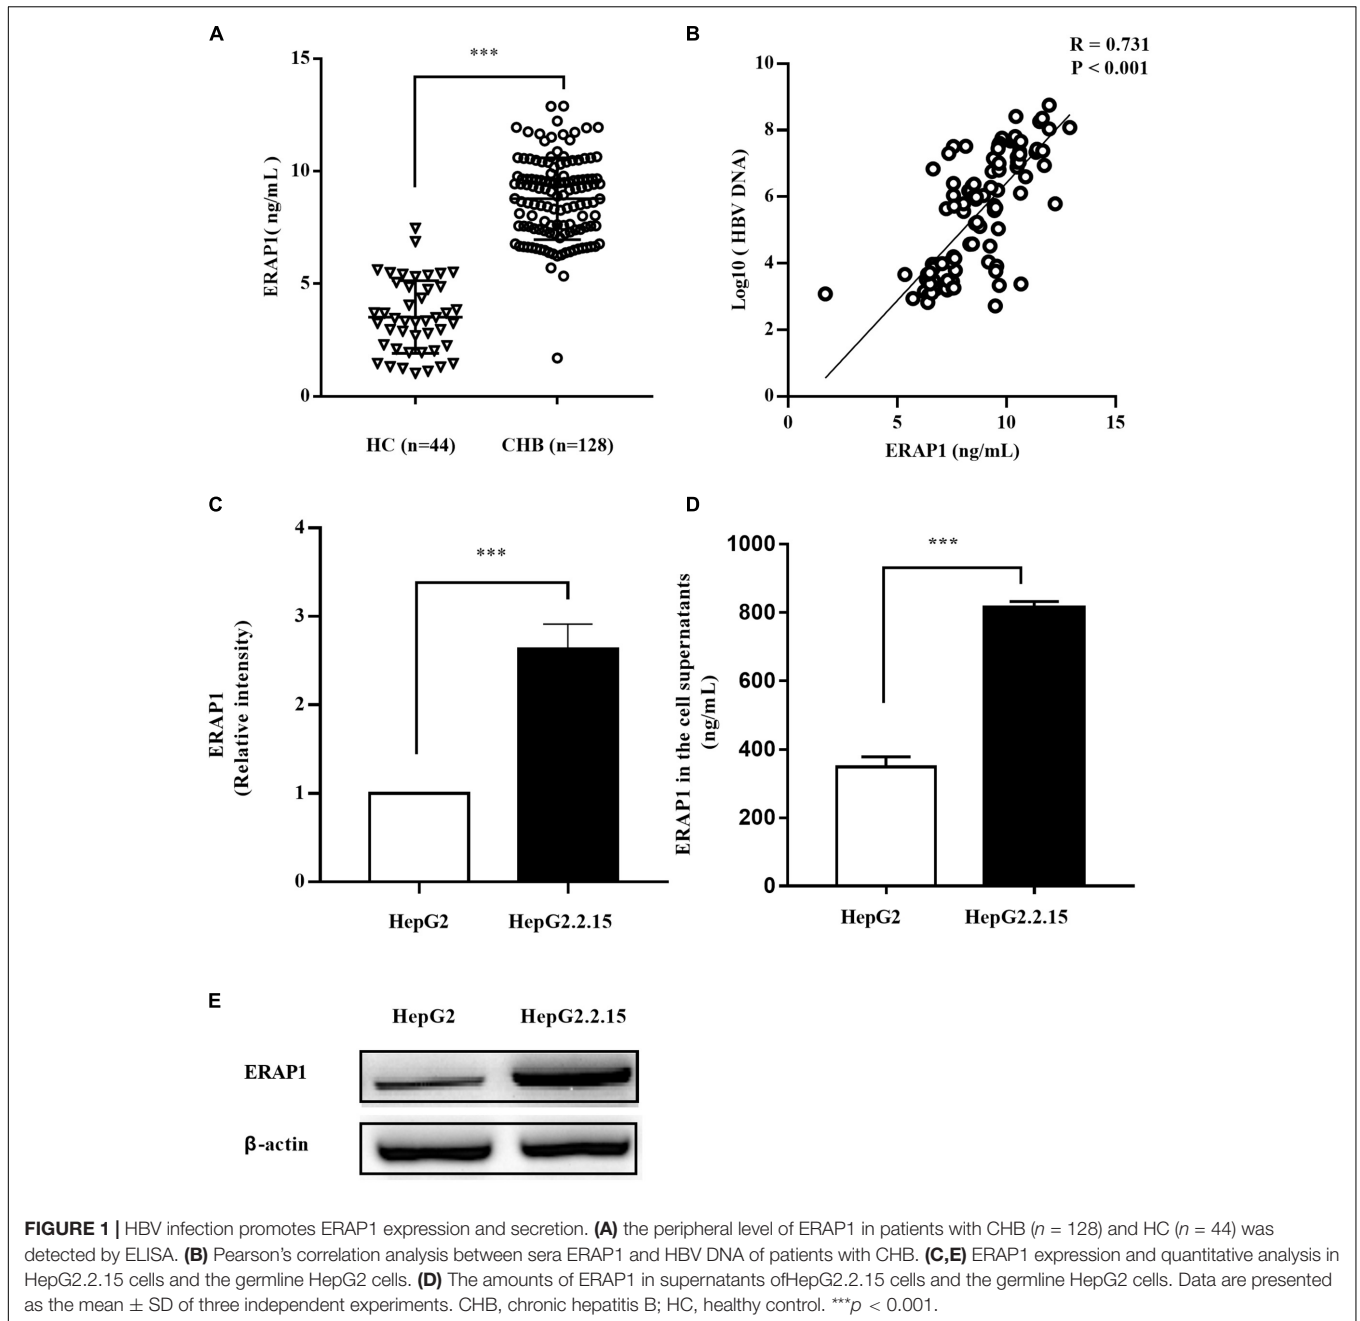 A
15
10
5
0
ERAP1( ng/mL )
***
HC (n=44)
CHB (n=128)
B
R = 0.731
P < 0.001
10
8
6
4
2
0
Log10 ( HBV DNA)
0
5
10
15
ERAP1 (ng/mL)
C
4
3
2
1
0
ERAP1
(Relative intensity)
***
HepG2
HepG2.2.15
D
1000
800
600
400
200
0
ERAP1 in the cell supernatants
(ng/mL)
***
HepG2
HepG2.2.15
E
HepG2
HepG2.2.15
ERAP1
β-actin
FIGURE 1 | HBV infection promotes ERAP1 expression and secretion. (A) the peripheral level of ERAP1 in patients with CHB (n = 128) and HC (n = 44) was
detected by ELISA. (B) Pearson's correlation analysis between sera ERAP1 and HBV DNA of patients with CHB. (C,E) ERAP1 expression and quantitative analysis in
HepG2.2.15 cells and the germline HepG2 cells. (D) The amounts of ERAP1 in supernatants ofHepG2.2.15 cells and the germline HepG2 cells. Data are presented
as the mean ± SD of three independent experiments. CHB, chronic hepatitis B; HC, healthy control. ***p < 0.001.